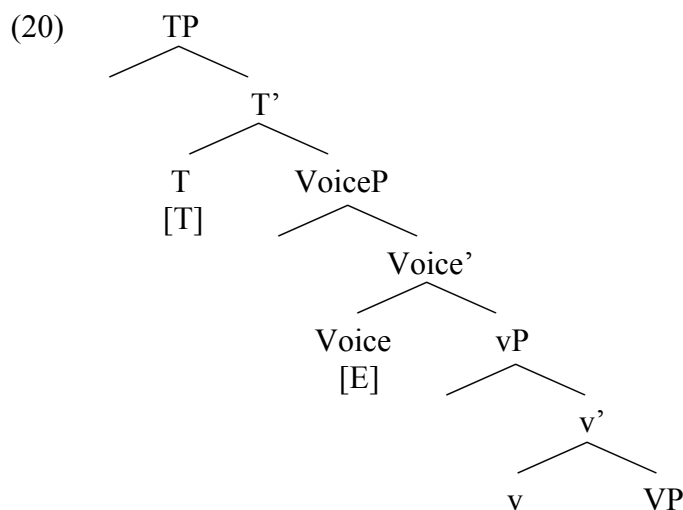 (20) TP
T’
T VoiceP
[T]
Voice’
Voice vP
[E]
v’
v VP